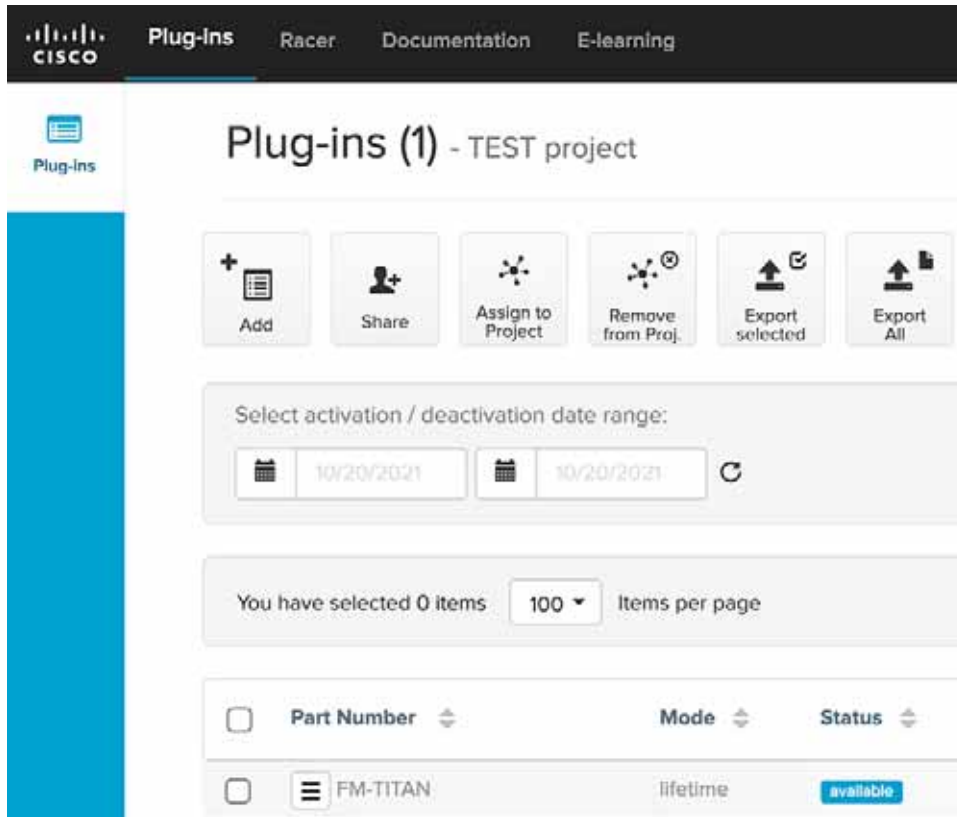 CISCO
Plug-ins Racer Documentation E-learning
Plug-ins
Plug-ins (1) - TEST project
Add
Share
Assign to
Project
Remove
from Proj.
Export
selected
Export
All
Select activation / deactivation date range:
10/20/2021 10/20/2021
You have selected 0 items 100 Items per page
Part Number Mode Status
FM-TITAN lifetime available